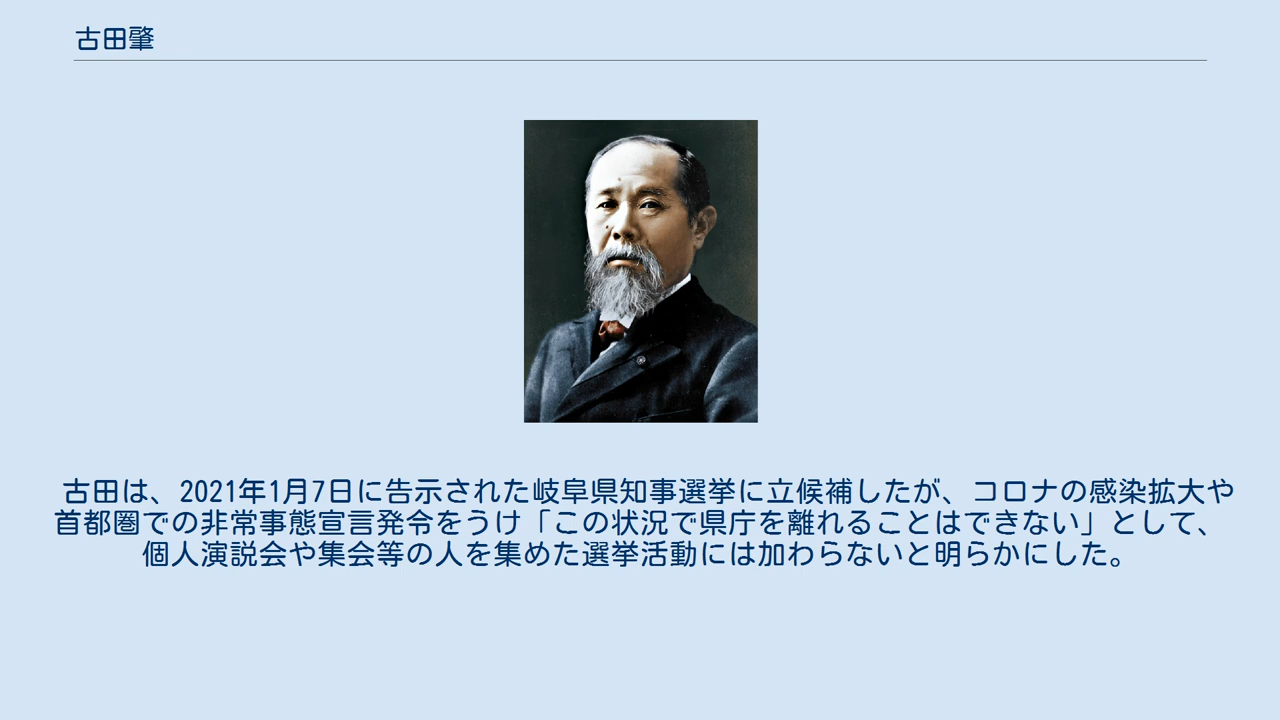 古田肇
古田は、2021年1月7日に告示された岐阜県知事選挙に立候補したが、コロナの感染拡大や
首都圏での非常事態宣言発令をうけ「この状況で県庁を離れることはできない」として、
個人演説会や集会等の人を集めた選挙活動には加わらないと明らかにした。